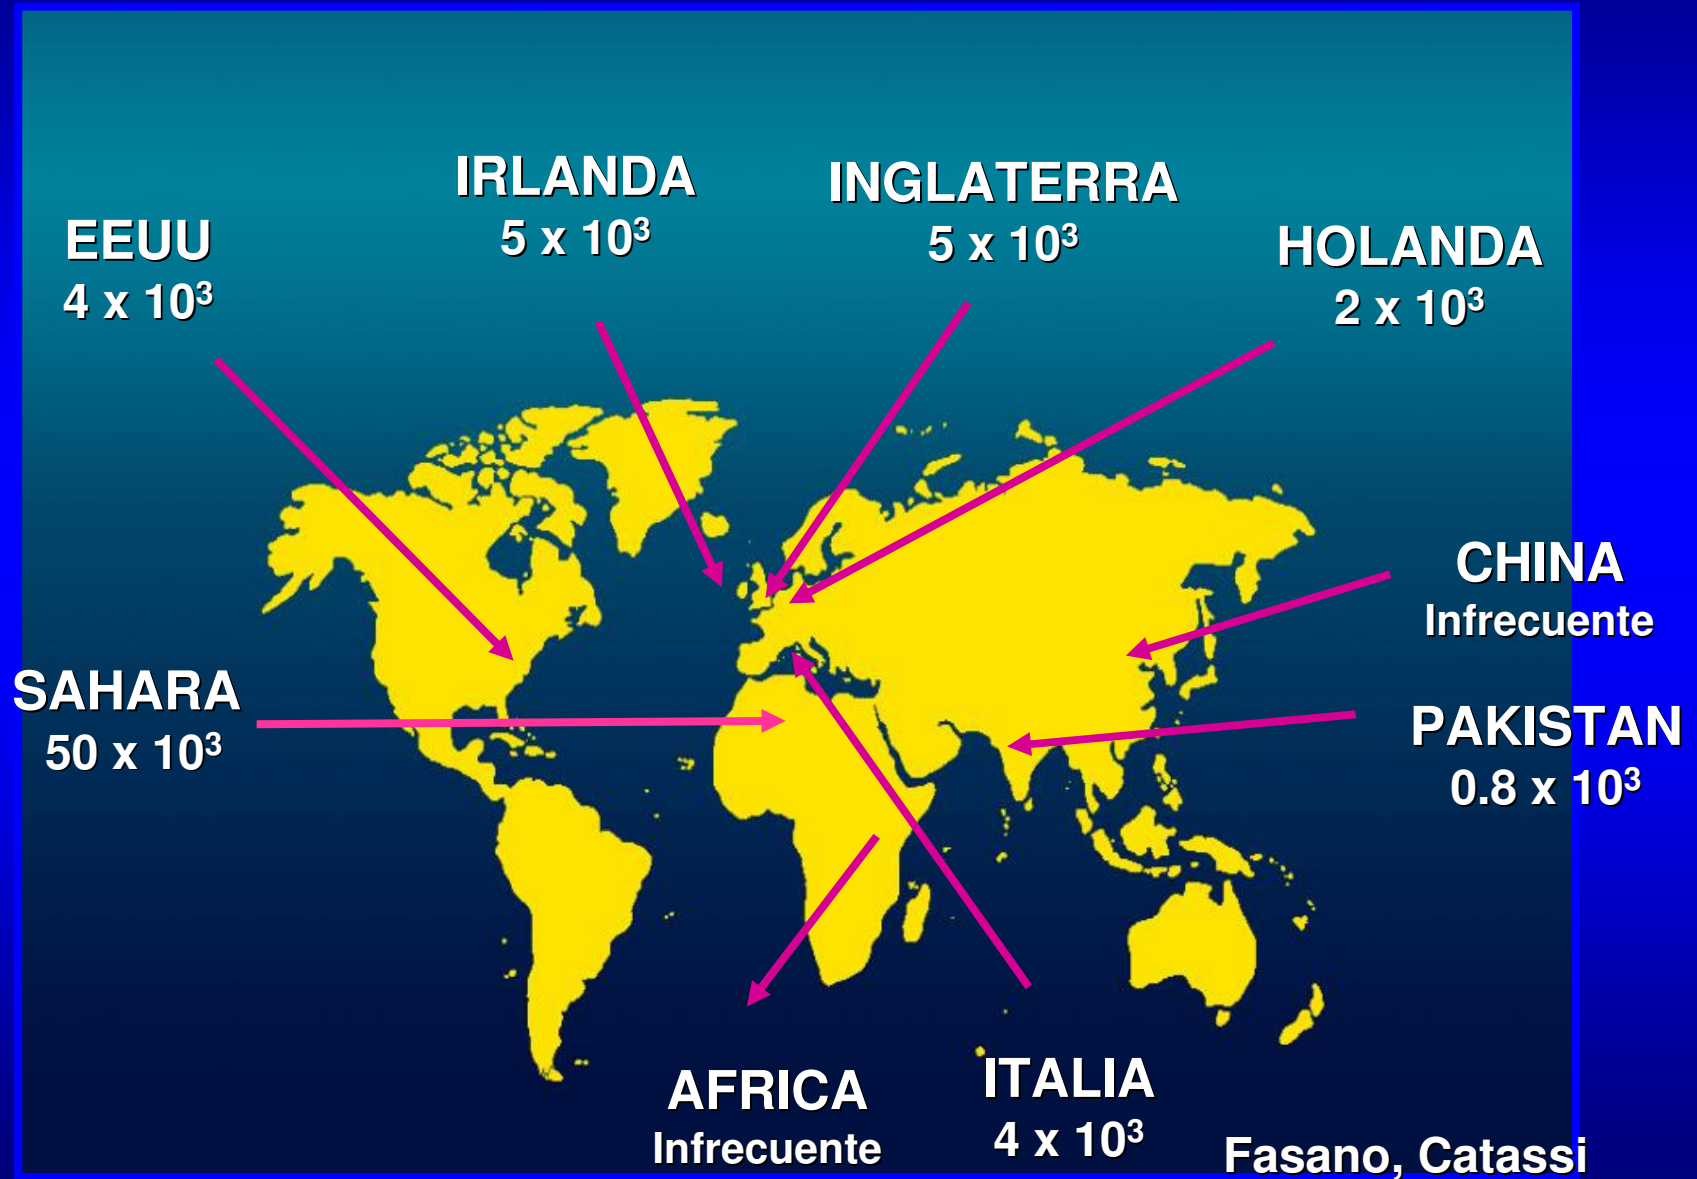 IRLANDA
5 x 10³
INGLATERRA
5 x 10³
EEUU
4 x 10³
HOLANDA
2 x 10³
CHINA
Infrecuente
SAHARA
50 x 10³
PAKISTAN
0.8 x 10³
AFRICA
Infrecuente
ITALIA
4 x 10³
Fasano, Catassi